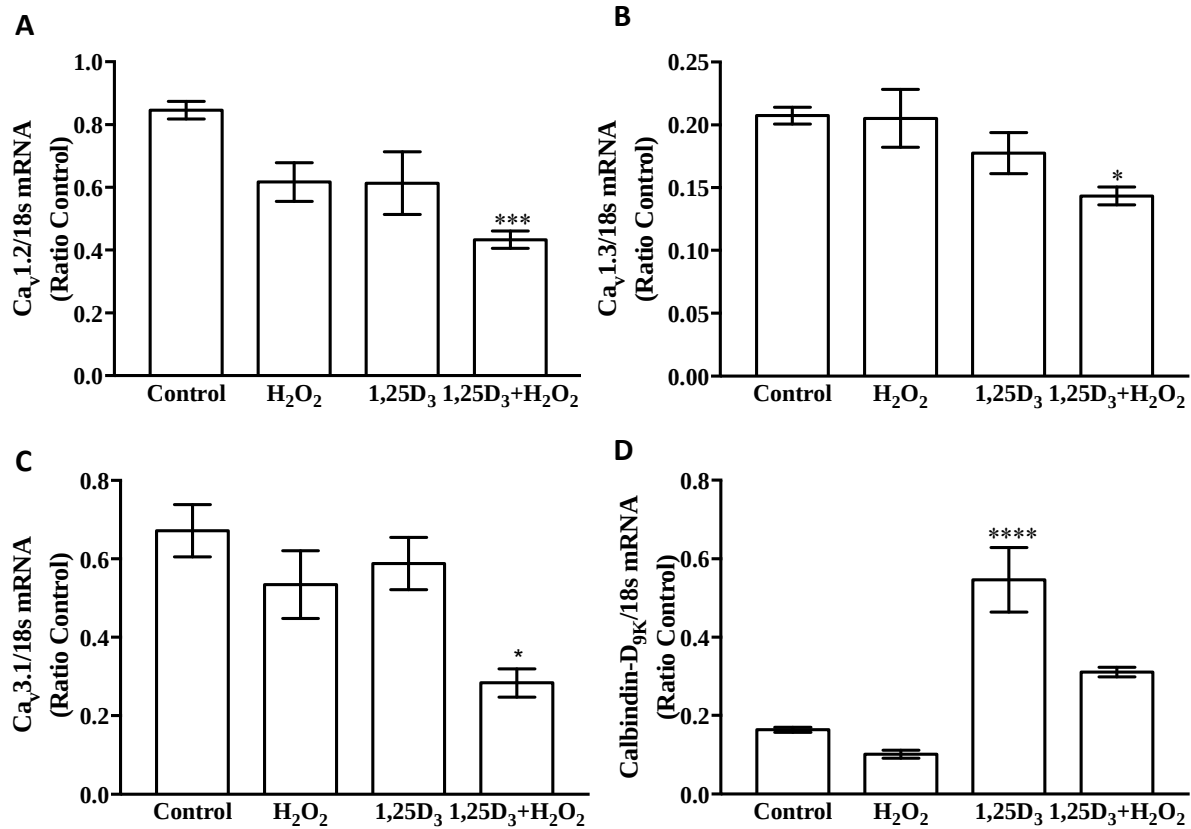 A
Ca_v1.2/18s mRNA
(Ratio Control)
1.0
0.8
0.6
0.4
0.2
0.0
***
Control H₂O₂ 1,25D₃ 1,25D₃+H₂O₂
B
Ca_v1.3/18s mRNA
(Ratio Control)
0.25
0.20
0.15
0.10
0.05
0.00
*
Control H₂O₂ 1,25D₃ 1,25D₃+H₂O₂
C
Ca_v3.1/18s mRNA
(Ratio Control)
0.8
0.6
0.4
0.2
0.0
*
Control H₂O₂ 1,25D₃ 1,25D₃+H₂O₂
D
Calbindin-D_9K/18s mRNA
(Ratio Control)
0.8
0.6
0.4
0.2
0.0
****
Control H₂O₂ 1,25D₃ 1,25D₃+H₂O₂